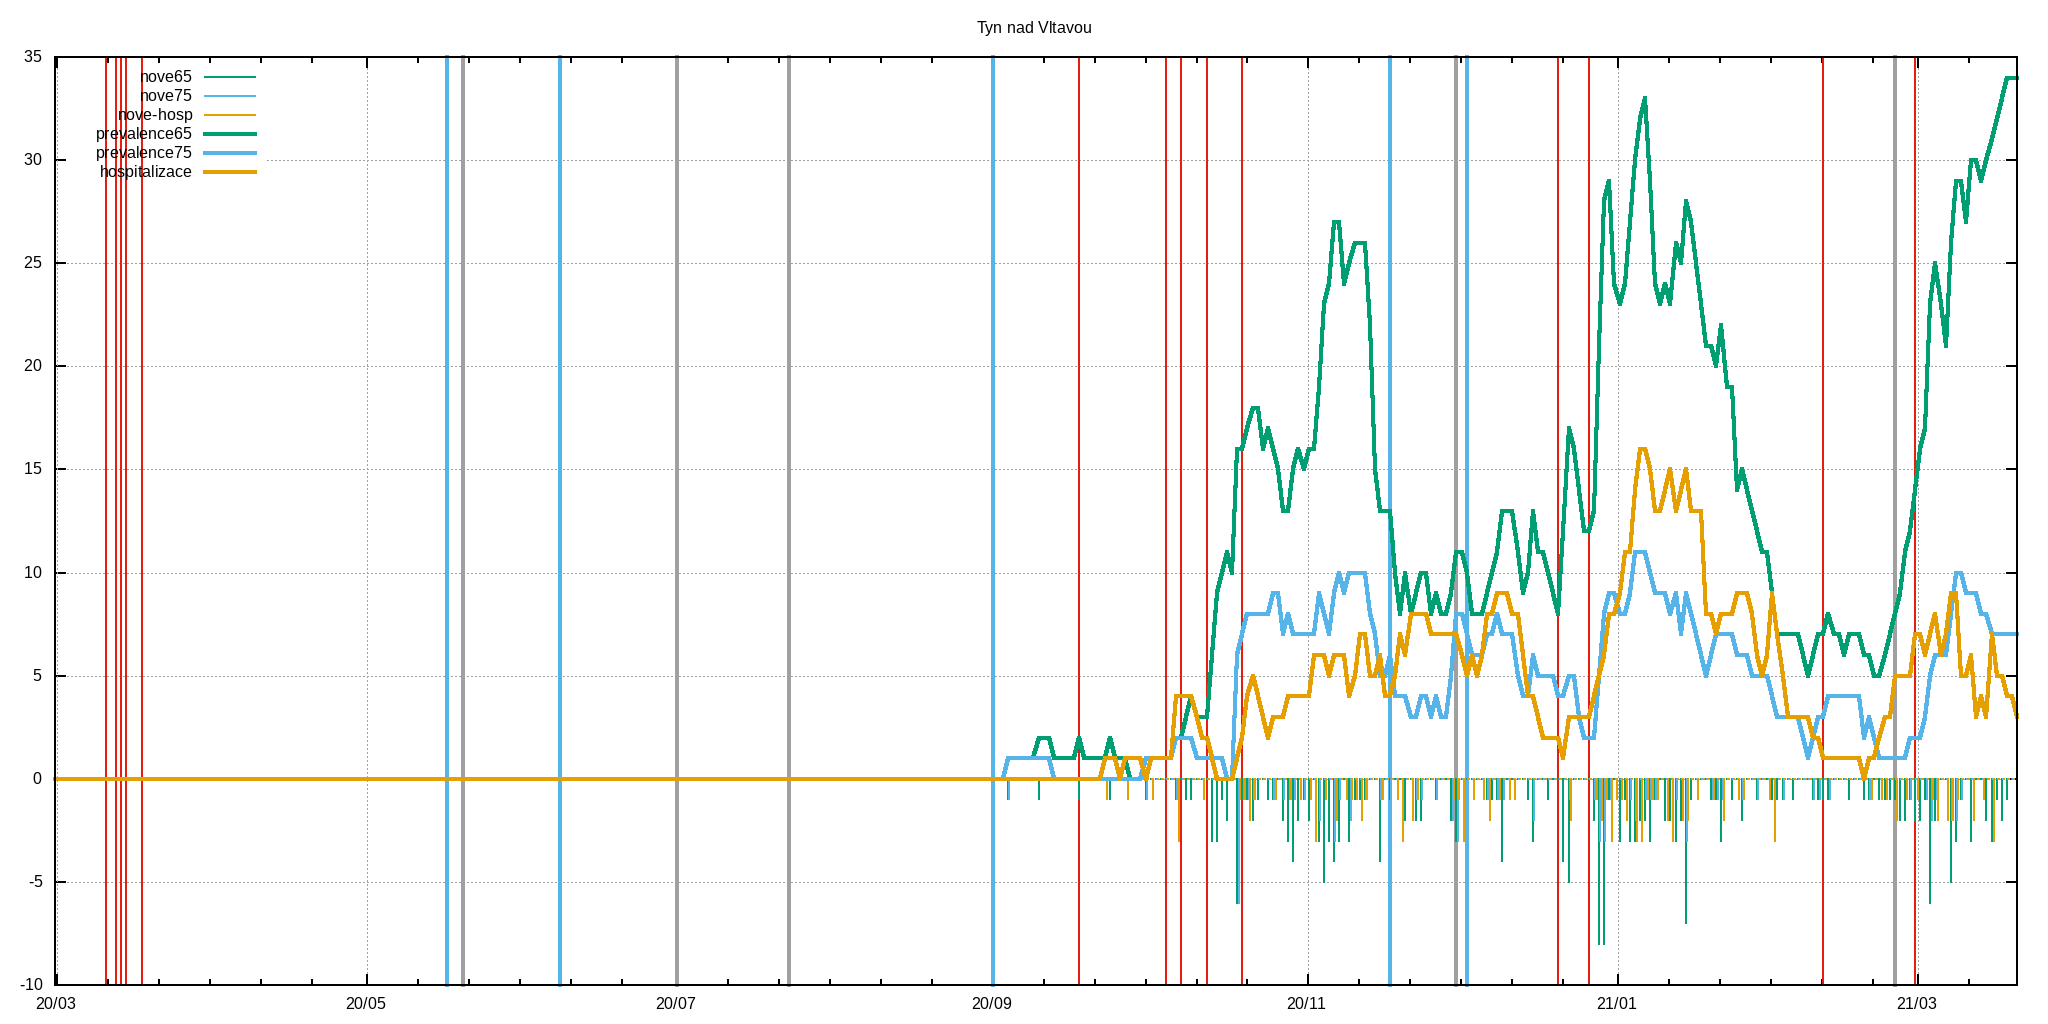 Tyn nad Vltavou
35
nove65
nove75
nove-hosp
prevalence65
prevalence75
hospitalizace
30
25
20
15
10
5
0
-5
-10
20/03 20/05 20/07 20/09 20/11 21/01 21/03